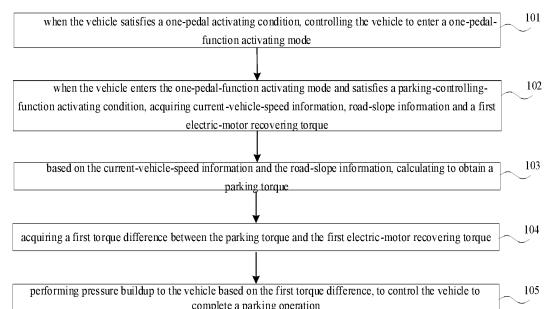 when the vehicle satisfies a one-pedal activating condition, controlling the vehicle to enter a one-pedal-
function activating mode
101
when the vehicle enters the one-pedal-function activating mode and satisfies a parking-controlling-
function activating condition, acquiring current-vehicle-speed information, road-slope information and a first
electric-motor recovering torque
102
based on the current-vehicle-speed information and the road-slope information, calculating to obtain a
parking torque
103
acquiring a first torque difference between the parking torque and the first electric-motor recovering torque
104
performing pressure buildup to the vehicle based on the first torque difference, to control the vehicle to
complete a parking operation
105